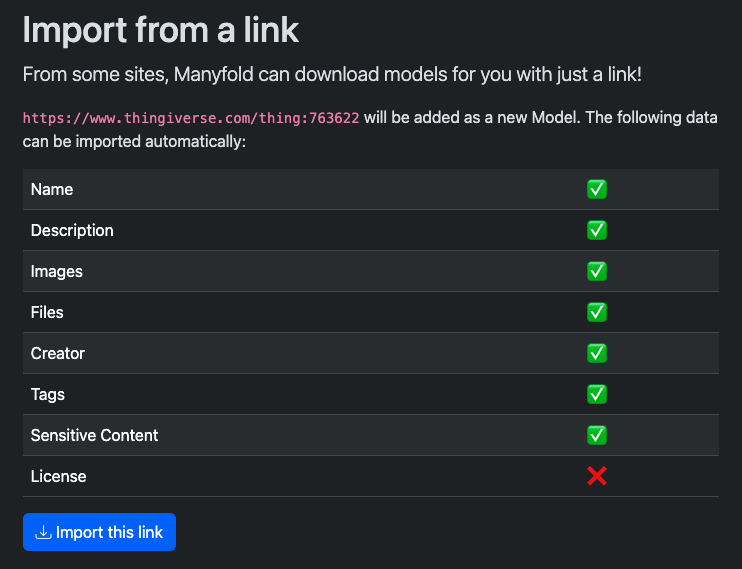 Import from a link
From some sites, Manyfold can download models for you with just a link!
https://www.thingiverse.com/thing:763622 will be added as a new Model. The following data
can be imported automatically:
Name ✅
Description ✅
Images ✅
Files ✅
Creator ✅
Tags ✅
Sensitive Content ✅
License ❌
Import this link